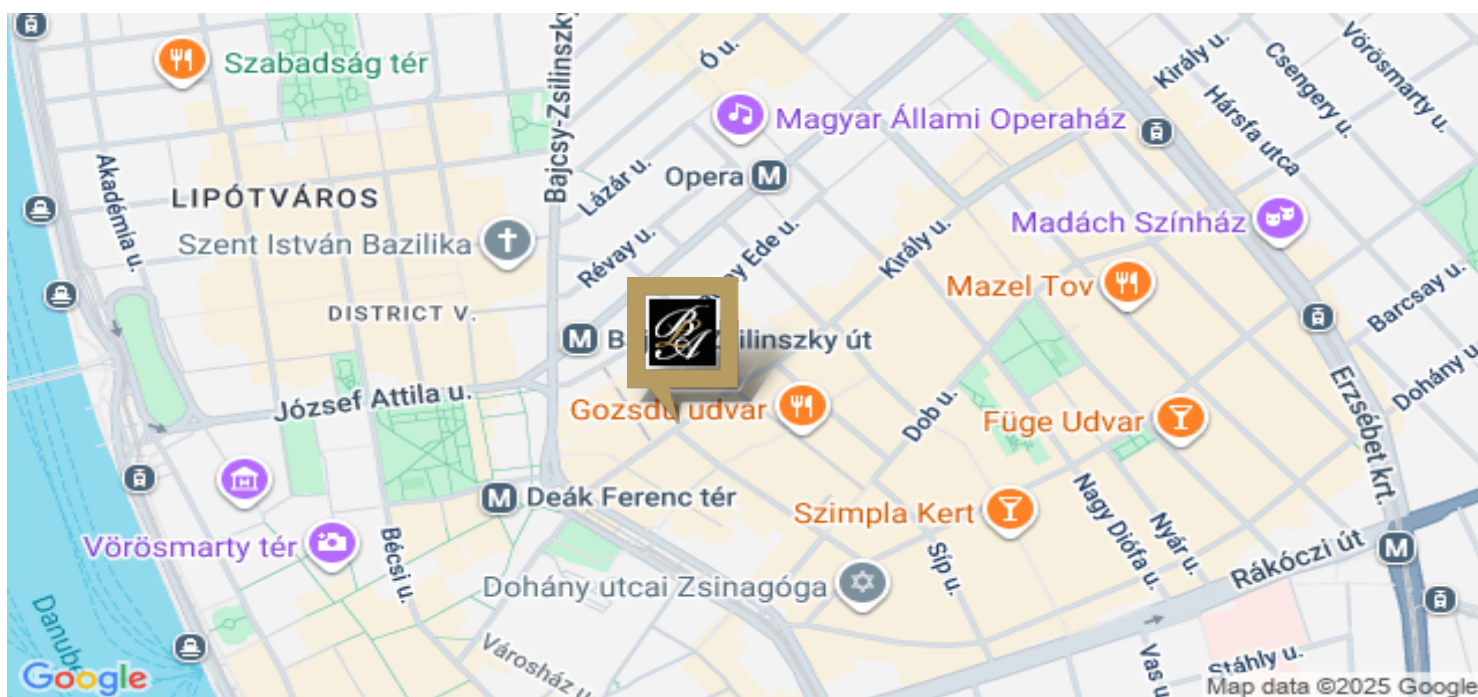 Szabadság tér
Bajcsy-Zsilinszky
Ó u.
Király u.
Csengery u.
Vörösmarty u.
Hársfa utca
Magyar Állami Operaház
Akadémia u.
LIPÓTVÁROS
Lázár u.
Opera M
Szent István Bazilika
Révay u.
ay Ede u.
Király u.
Madách Színház
Mazel Tov
Barcsay u.
DISTRICT V.
M B
ilinszky út
József Attila u.
Gozsdu udvar
Dob u.
Füge Udvar
Erzsébet krt.
Dohány u.
M Deák Ferenc tér
Szimpla Kert
Nagy Diófa u.
Nyár u.
Vörösmarty tér
Bécsi u.
Síp u.
Rákóczi út M
Dohány utcai Zsinagóga
Danube
Városház u.
Vas u.
Stáhly u.
Google
Map data ©2025 Google